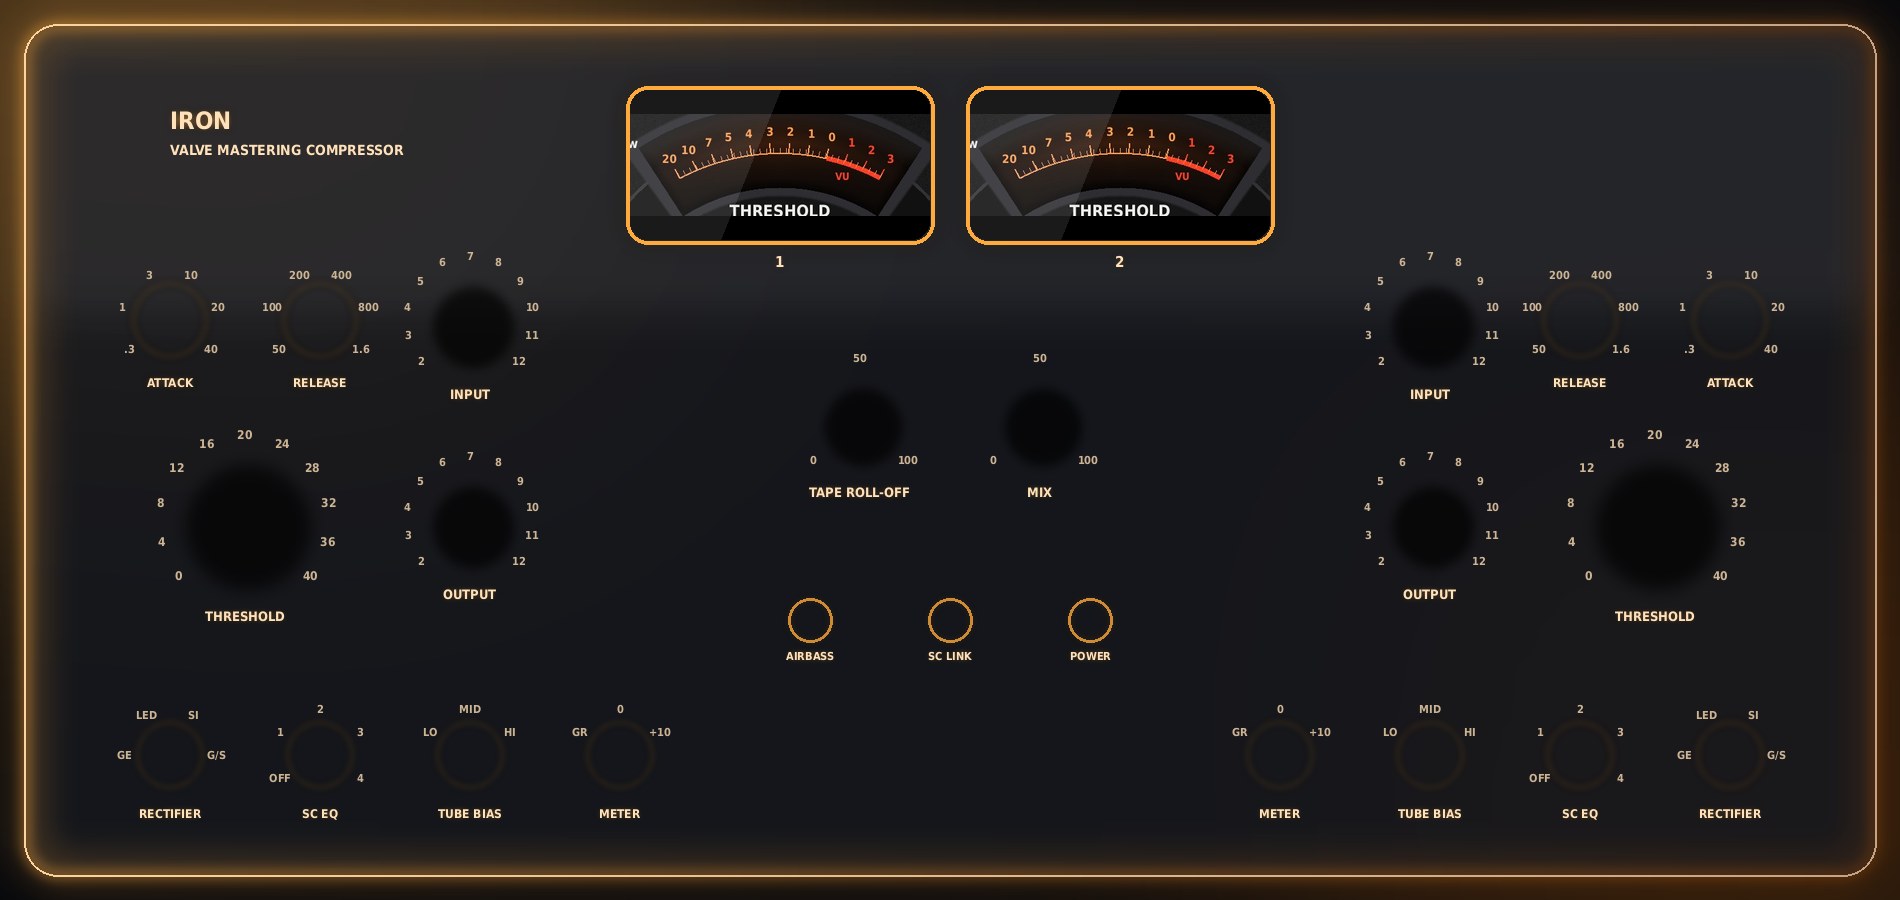 IRON
VALVE MASTERING COMPRESSOR
20 10 7 5 4 3 2 1 0 1 2 3
VU
THRESHOLD
1
20 10 7 5 4 3 2 1 0 1 2 3
VU
THRESHOLD
2
.3 1 3 10 20 40
ATTACK
50 100 200 400 800 1.6
RELEASE
2 3 4 5 6 7 8 9 10 11 12
INPUT
0 50 100
TAPE ROLL-OFF
0 50 100
MIX
2 3 4 5 6 7 8 9 10 11 12
INPUT
50 100 200 400 800 1.6
RELEASE
.3 1 3 10 20 40
ATTACK
0 4 8 12 16 20 24 28 32 36 40
THRESHOLD
2 3 4 5 6 7 8 9 10 11 12
OUTPUT
AIRBASS
SC LINK
POWER
2 3 4 5 6 7 8 9 10 11 12
OUTPUT
0 4 8 12 16 20 24 28 32 36 40
THRESHOLD
GE LED SI G/S
RECTIFIER
OFF 1 2 3 4
SC EQ
LO MID HI
TUBE BIAS
GR 0 +10
METER
GR 0 +10
METER
LO MID HI
TUBE BIAS
OFF 1 2 3 4
SC EQ
GE LED SI G/S
RECTIFIER